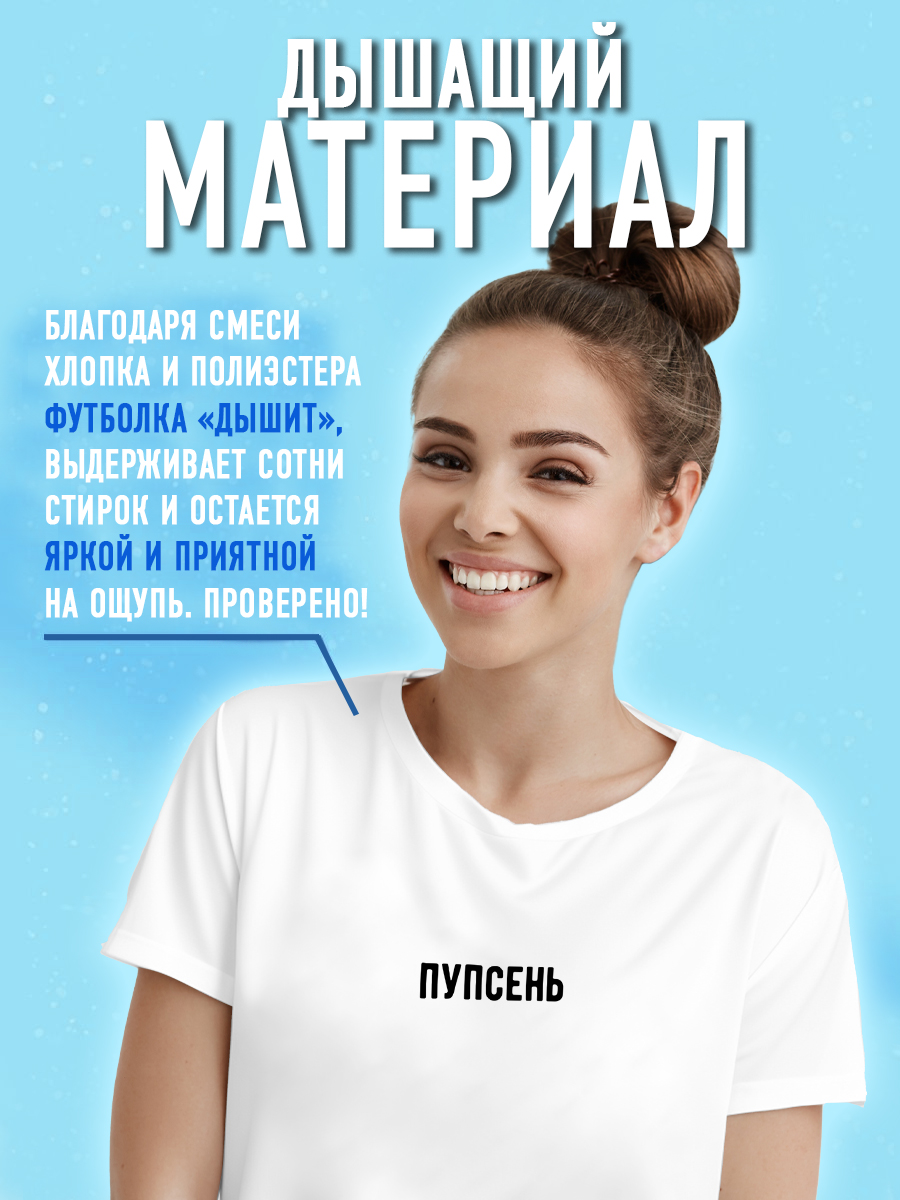 ДЫШАЩИЙ
МАТЕРИАЛ
БЛАГОДАРЯ СМЕСИ
ХЛОПКА И ПОЛИЭСТЕРА
ФУТБОЛКА «ДЫШИТ»,
ВЫДЕРЖИВАЕТ СОТНИ
СТИРОК И ОСТАЕТСЯ
ЯРКОЙ И ПРИЯТНОЙ
НА ОЩУПЬ. ПРОВЕРЕНО!
ПУПСЕНЬ